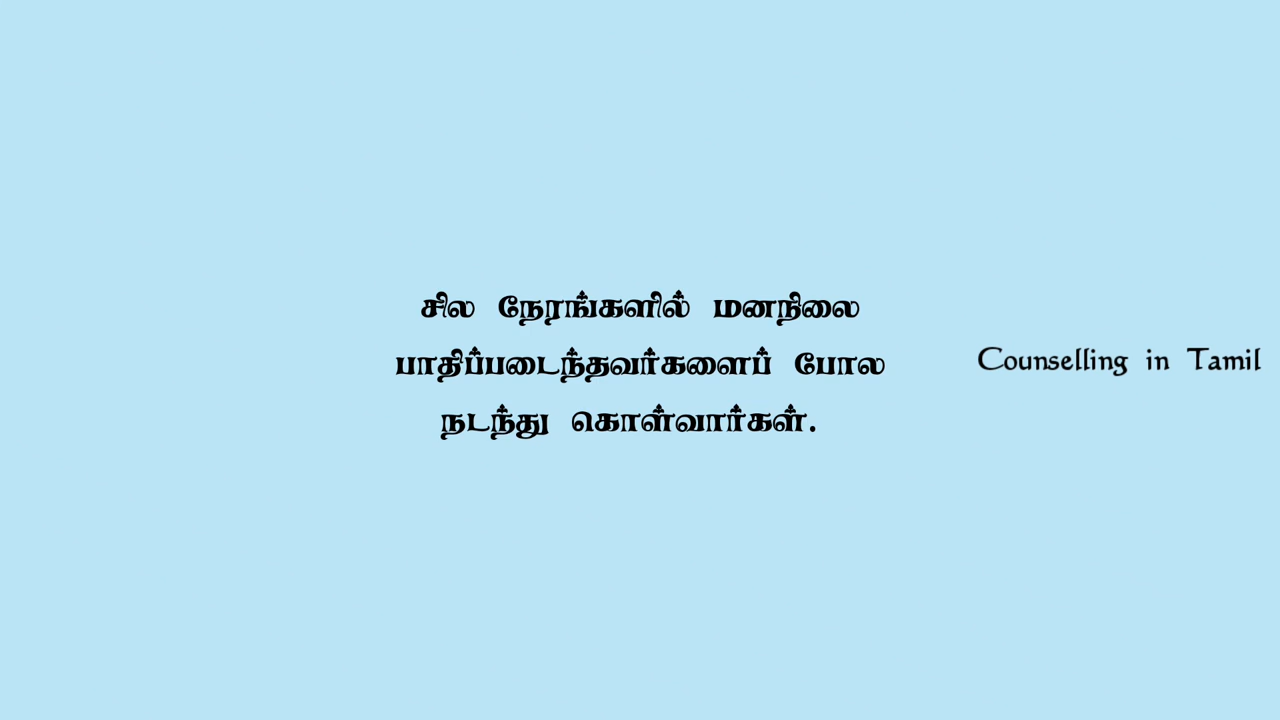 சில நேரங்களில் மனநிலை
பாதிப்படைந்தவர்களைப் போல
நடந்து கொள்வார்கள்.
Counselling in Tamil